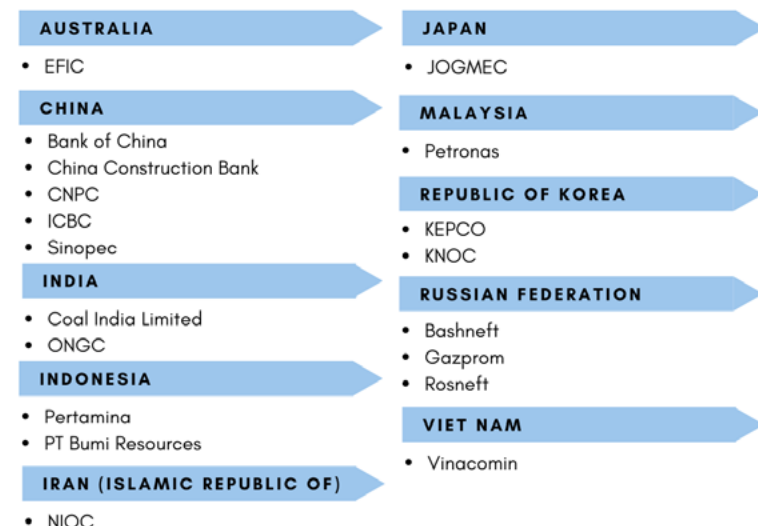 AUSTRALIA
• EFIC
CHINA
• Bank of China
• China Construction Bank
• CNPC
• ICBC
• Sinopec
INDIA
• Coal India Limited
• ONGC
INDONESIA
• Pertamina
• PT Bumi Resources
IRAN (ISLAMIC REPUBLIC OF)
• NIOC
JAPAN
• JOGMEC
MALAYSIA
• Petronas
REPUBLIC OF KOREA
• KEPCO
• KNOC
RUSSIAN FEDERATION
• Bashneft
• Gazprom
• Rosneft
VIET NAM
• Vinacomin